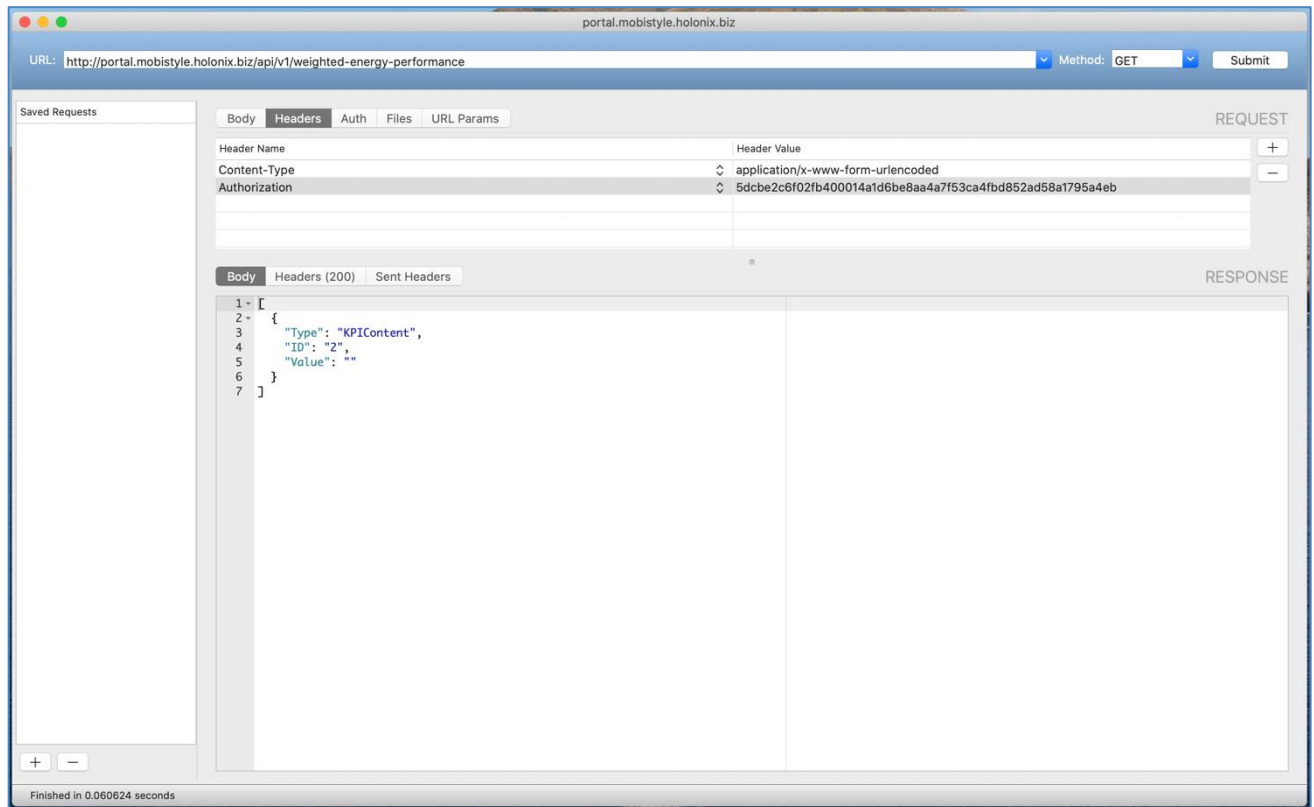 portal.mobistyle.holonix.biz
URL: http://portal.mobistyle.holonix.biz/api/v1/weighted-energy-performance Method: GET Submit
Saved Requests
Body Headers Auth Files URL Params REQUEST
Header Name Header Value +
Content-Type application/x-www-form-urlencoded −
Authorization 5dcbe2c6f02fb400014a1d6be8aa4a7f53ca4fbd852ad58a1795a4eb
Body Headers (200) Sent Headers RESPONSE
1 [
2 {
3 "Type": "KPIContent",
4 "ID": "2",
5 "Value": ""
6 }
7 ]
+ −
Finished in 0.060624 seconds